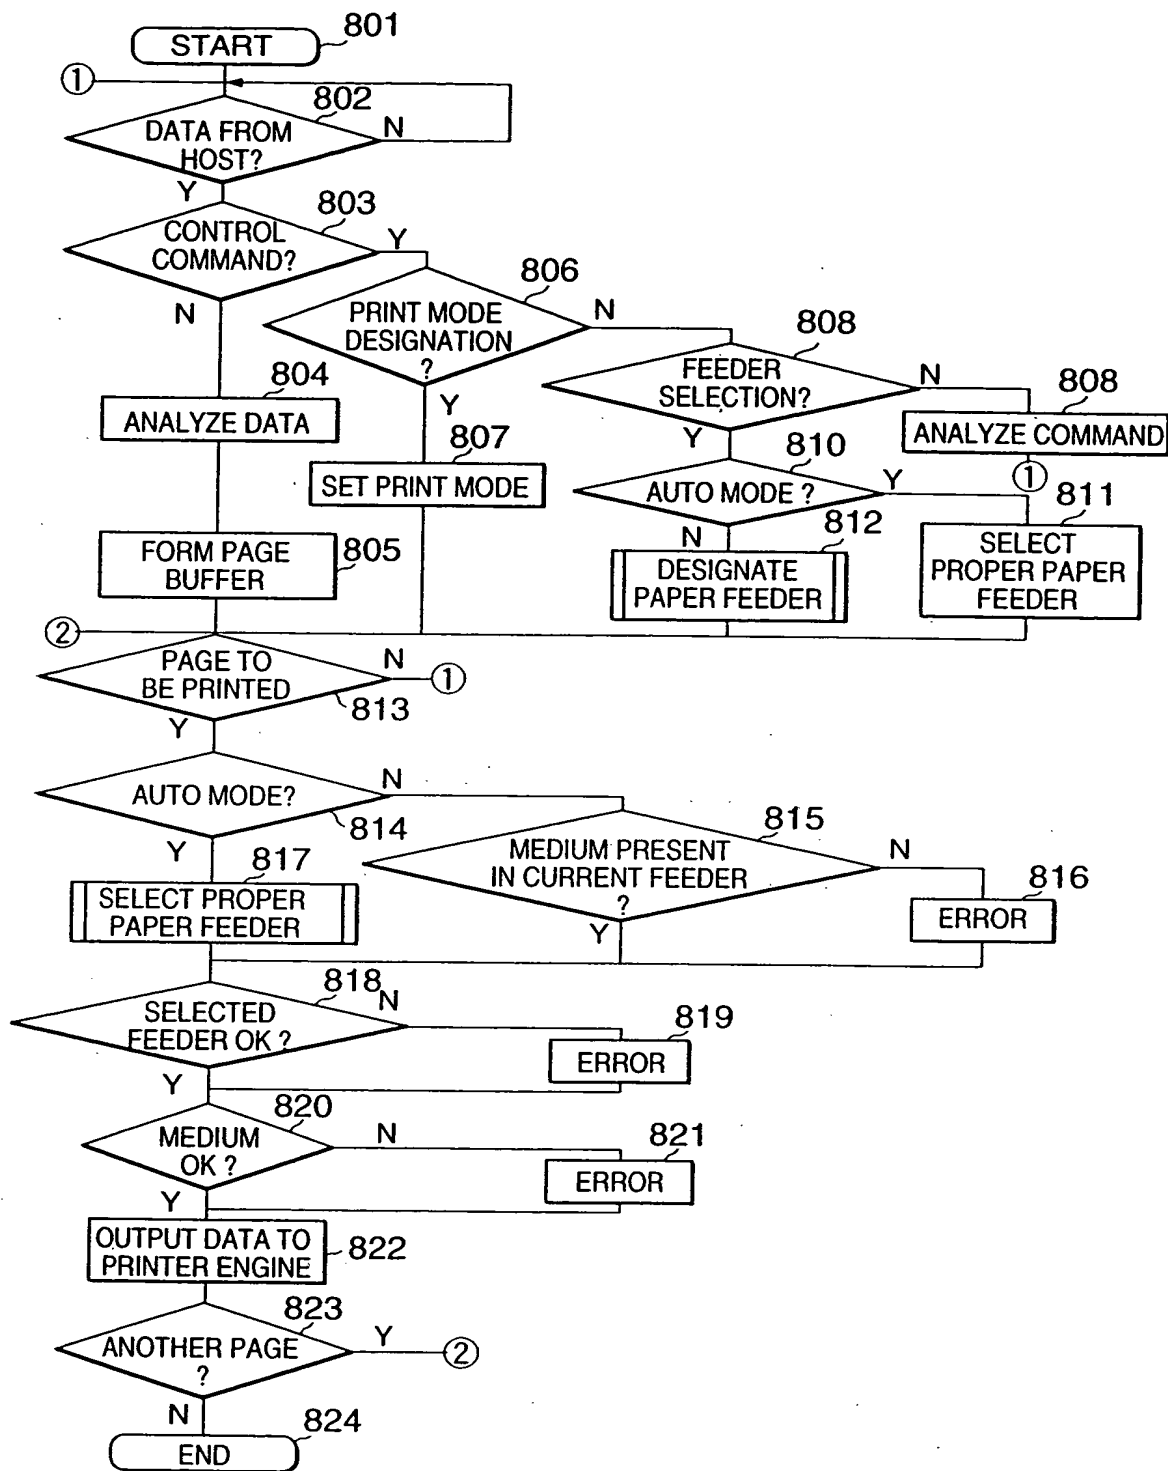 801
START
①
802
DATA FROM
HOST?
N
Y
803
CONTROL
COMMAND?
Y
N
806
PRINT MODE
DESIGNATION
?
N
Y
808
FEEDER
SELECTION?
N
Y
804
ANALYZE DATA
807
SET PRINT MODE
808
ANALYZE COMMAND
①
810
AUTO MODE ?
Y
N
811
SELECT
PROPER PAPER
FEEDER
812
DESIGNATE
PAPER FEEDER
FORM PAGE
BUFFER
805
②
PAGE TO
BE PRINTED
N
①
813
Y
AUTO MODE?
N
814
Y
815
MEDIUM PRESENT
IN CURRENT FEEDER
?
N
Y
816
ERROR
817
SELECT PROPER
PAPER FEEDER
818
SELECTED
FEEDER OK ?
N
Y
819
ERROR
820
MEDIUM
OK ?
N
Y
821
ERROR
OUTPUT DATA TO
PRINTER ENGINE
822
823
ANOTHER PAGE
?
Y
②
N
824
END